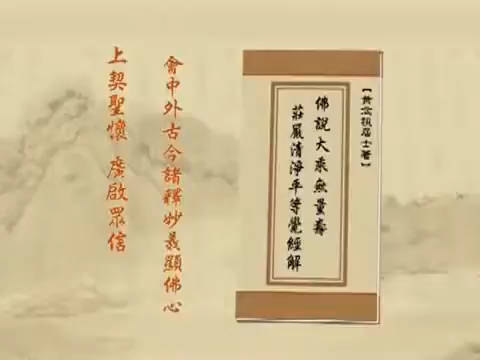 【黃念祖居士著】
佛說大乘無量壽
莊嚴清淨平等覺經解
會中外古今諸釋妙義顯佛心
上契聖懷 廣啟眾信